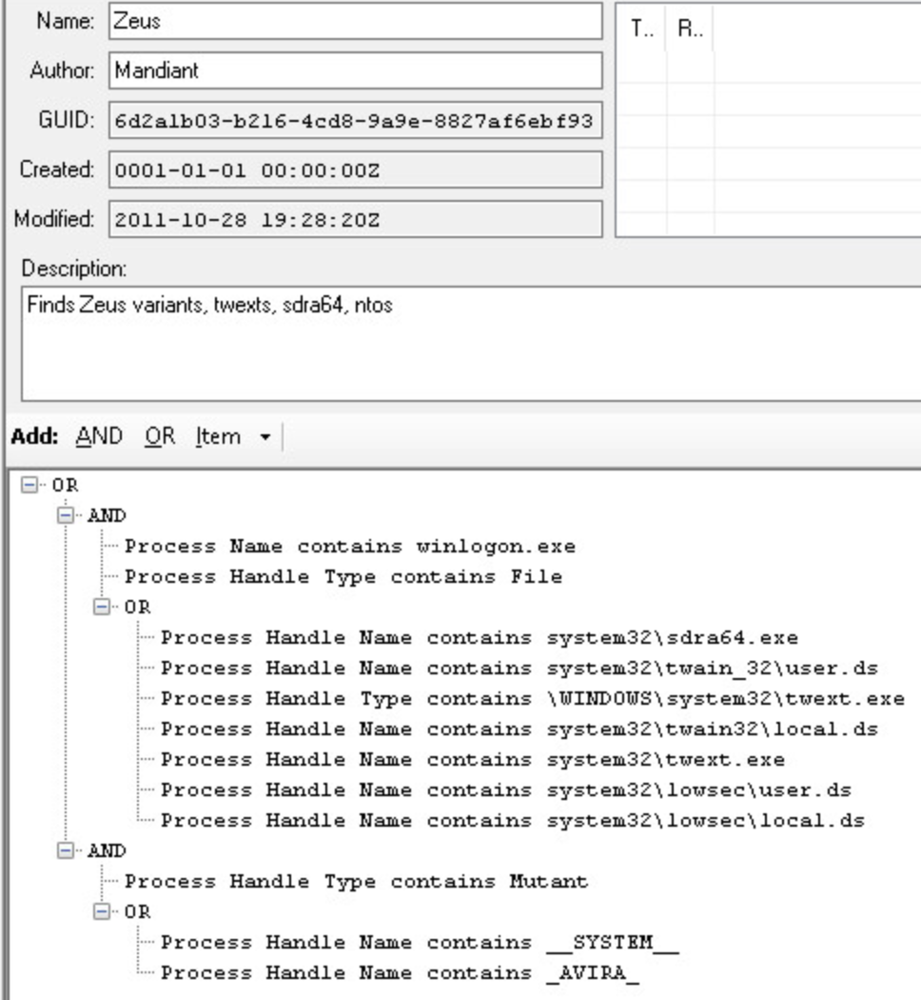 Name: Zeus
T.. R..
Author: Mandiant
GUID: 6d2a1b03-b216-4cd8-9a9e-8827af6ebf93
Created: 0001-01-01 00:00:00Z
Modified: 2011-10-28 19:28:20Z
Description:
Finds Zeus variants, twexts, sdra64, ntos
Add: AND OR Item
OR
AND
Process Name contains winlogon.exe
Process Handle Type contains File
OR
Process Handle Name contains system32\sdra64.exe
Process Handle Name contains system32\twain_32\user.ds
Process Handle Type contains \WINDOWS\system32\twext.exe
Process Handle Name contains system32\twain32\local.ds
Process Handle Name contains system32\twext.exe
Process Handle Name contains system32\lowsec\user.ds
Process Handle Name contains system32\lowsec\local.ds
AND
Process Handle Type contains Mutant
OR
Process Handle Name contains __SYSTEM__
Process Handle Name contains _AVIRA_